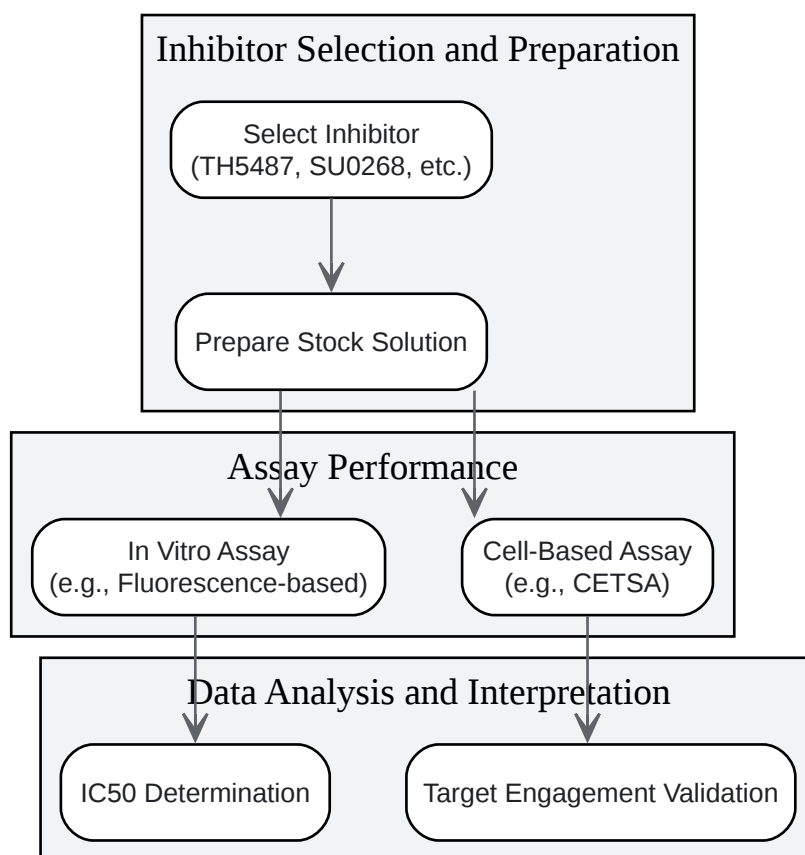 Inhibitor Selection and Preparation
Select Inhibitor
(TH5487, SU0268, etc.)
Prepare Stock Solution
Assay Performance
In Vitro Assay
(e.g., Fluorescence-based)
Cell-Based Assay
(e.g., CETSA)
Data Analysis and Interpretation
IC50 Determination
Target Engagement Validation